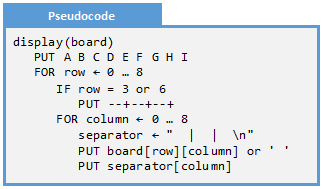 Pseudocode
display(board)
   PUT A B C D E F G H I
   FOR row ← 0 … 8
      IF row = 3 or 6
         PUT --+--+--+
      FOR column ← 0 … 8
         separator ← "  |  |  \n"
         PUT board[row][column] or ' '
         PUT separator[column]